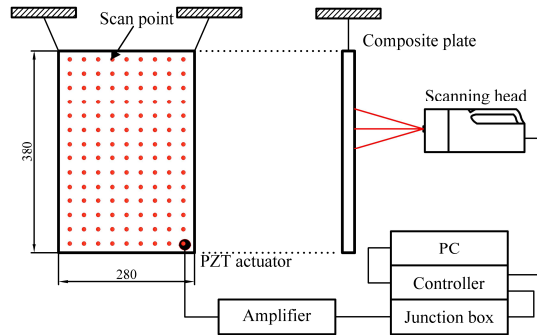 Scan point
Composite plate
Scanning head
380
PC
PZT actuator
280
Controller
Amplifier
Junction box